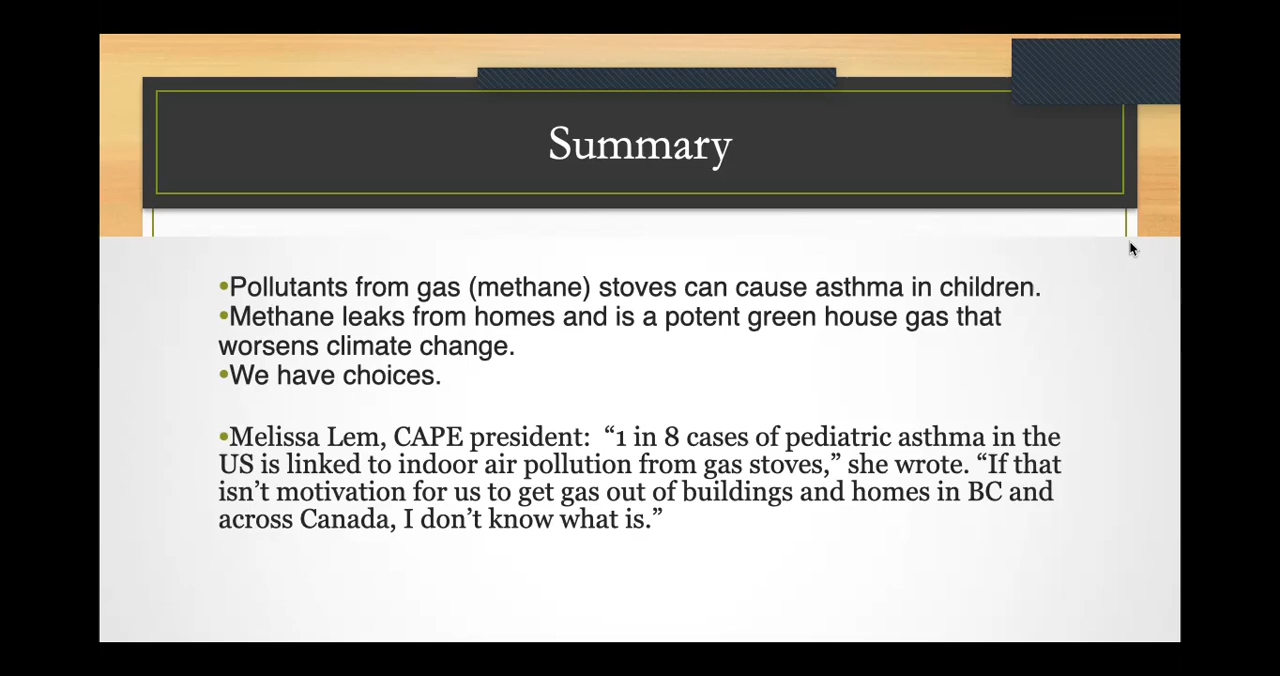 Summary
•Pollutants from gas (methane) stoves can cause asthma in children.
•Methane leaks from homes and is a potent green house gas that
worsens climate change.
•We have choices.
•Melissa Lem, CAPE president:  “1 in 8 cases of pediatric asthma in the
US is linked to indoor air pollution from gas stoves,” she wrote. “If that
isn’t motivation for us to get gas out of buildings and homes in BC and
across Canada, I don’t know what is.”